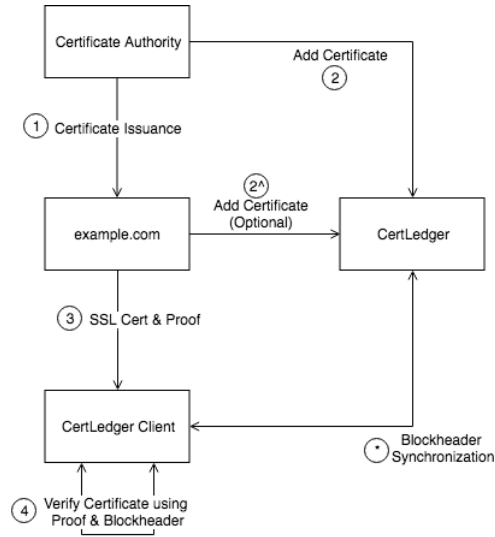 Certificate Authority
Add Certificate
2
1 Certificate Issuance
2^
Add Certificate
(Optional)
example.com
CertLedger
3 SSL Cert & Proof
CertLedger Client
* Blockheader
Synchronization
4 Verify Certificate using
Proof & Blockheader